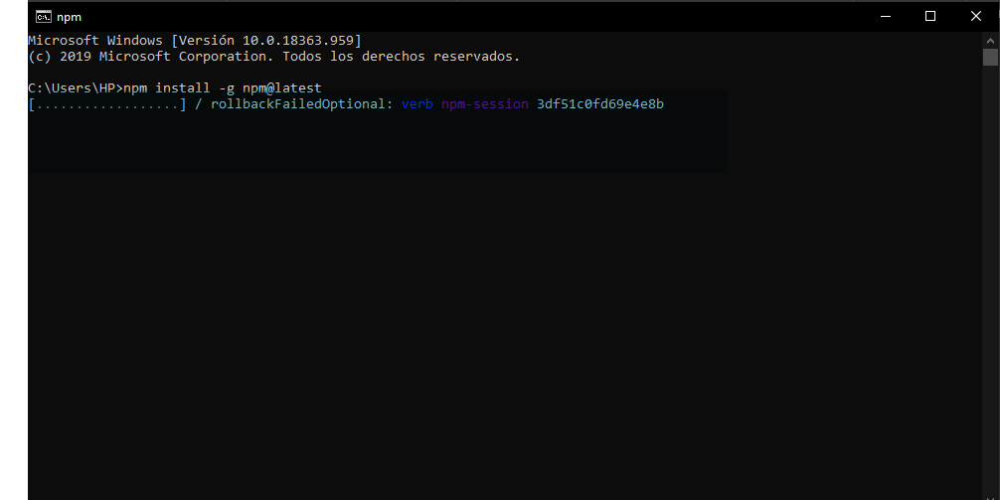 npm
Microsoft Windows [Versión 10.0.18363.959]
(c) 2019 Microsoft Corporation. Todos los derechos reservados.
C:\Users\HP>npm install -g npm@latest
[..................] / rollbackFailedOptional: verb npm-session 3df51c0fd69e4e8b